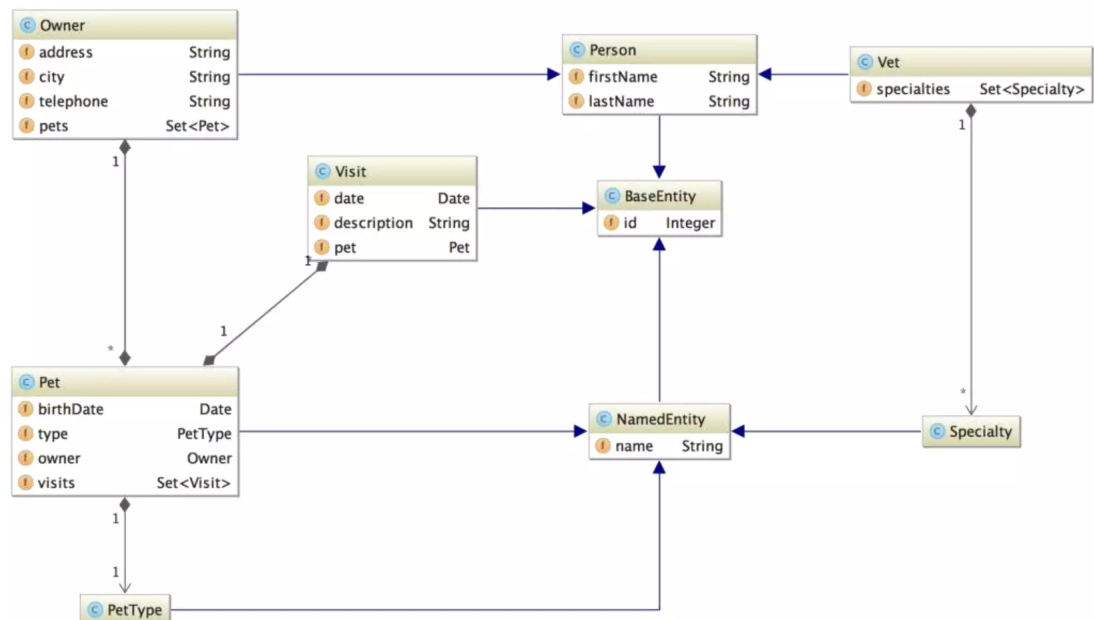 Owner
address String
city String
telephone String
pets Set<Pet>
1
*
Person
firstName String
lastName String
Vet
specialties Set<Specialty>
1
*
Visit
date Date
description String
pet Pet
1
1
BaseEntity
id Integer
Pet
birthDate Date
type PetType
owner Owner
visits Set<Visit>
1
1
NamedEntity
name String
Specialty
PetType